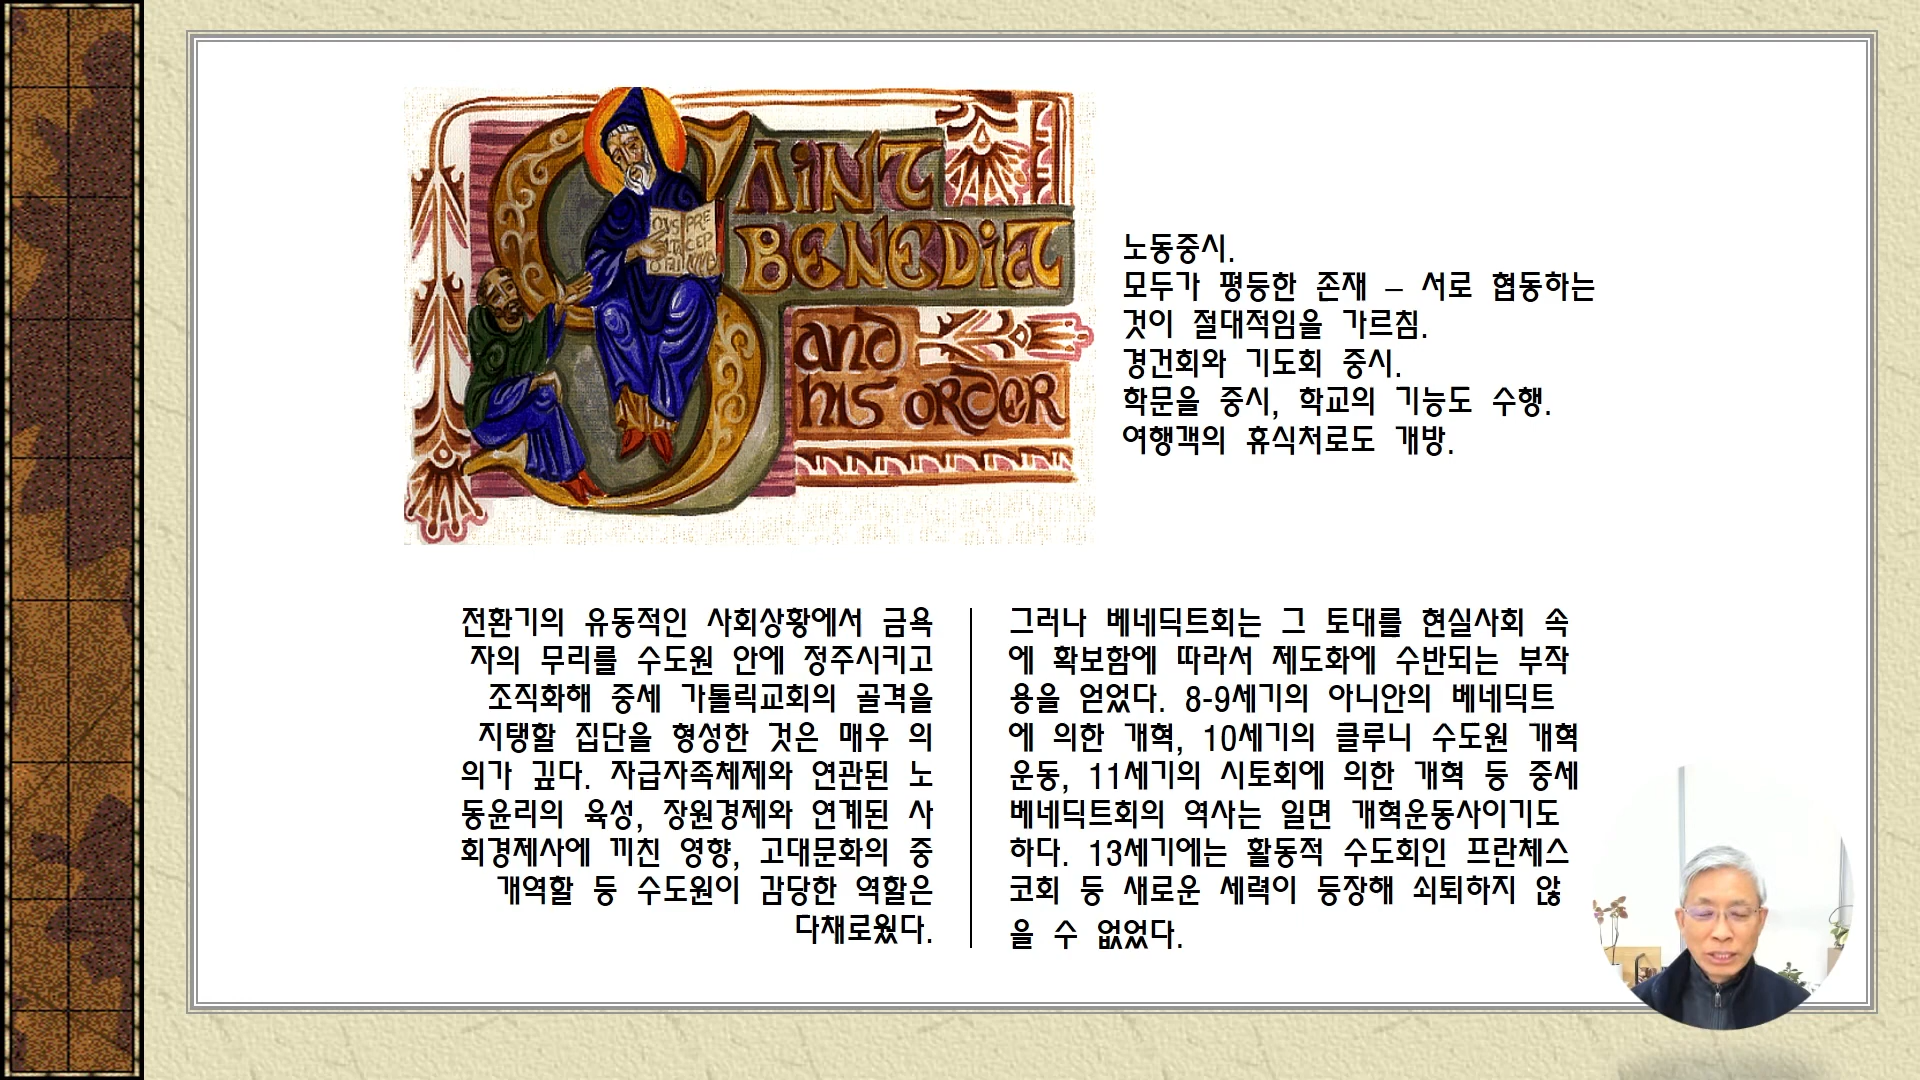 SAINT
BENEDICT
and
his ORDER
노동중시.
모두가 평등한 존재 – 서로 협동하는
것이 절대적임을 가르침.
경건회와 기도회 중시.
학문을 중시, 학교의 기능도 수행.
여행객의 휴식처로도 개방.
전환기의 유동적인 사회상황에서 금욕
자의 무리를 수도원 안에 정주시키고
조직화해 중세 가톨릭교회의 골격을
지탱할 집단을 형성한 것은 매우 의
의가 깊다. 자급자족체제와 연관된 노
동윤리의 육성, 장원경제와 연계된 사
회경제사에 끼친 영향, 고대문화의 중
개역할 등 수도원이 감당한 역할은
다채로웠다.
그러나 베네딕트회는 그 토대를 현실사회 속
에 확보함에 따라서 제도화에 수반되는 부작
용을 얻었다. 8-9세기의 아니안의 베네딕트
에 의한 개혁, 10세기의 클루니 수도원 개혁
운동, 11세기의 시토회에 의한 개혁 등 중세
베네딕트회의 역사는 일면 개혁운동사이기도
하다. 13세기에는 활동적 수도회인 프란체스
코회 등 새로운 세력이 등장해 쇠퇴하지 않
을 수 없었다.